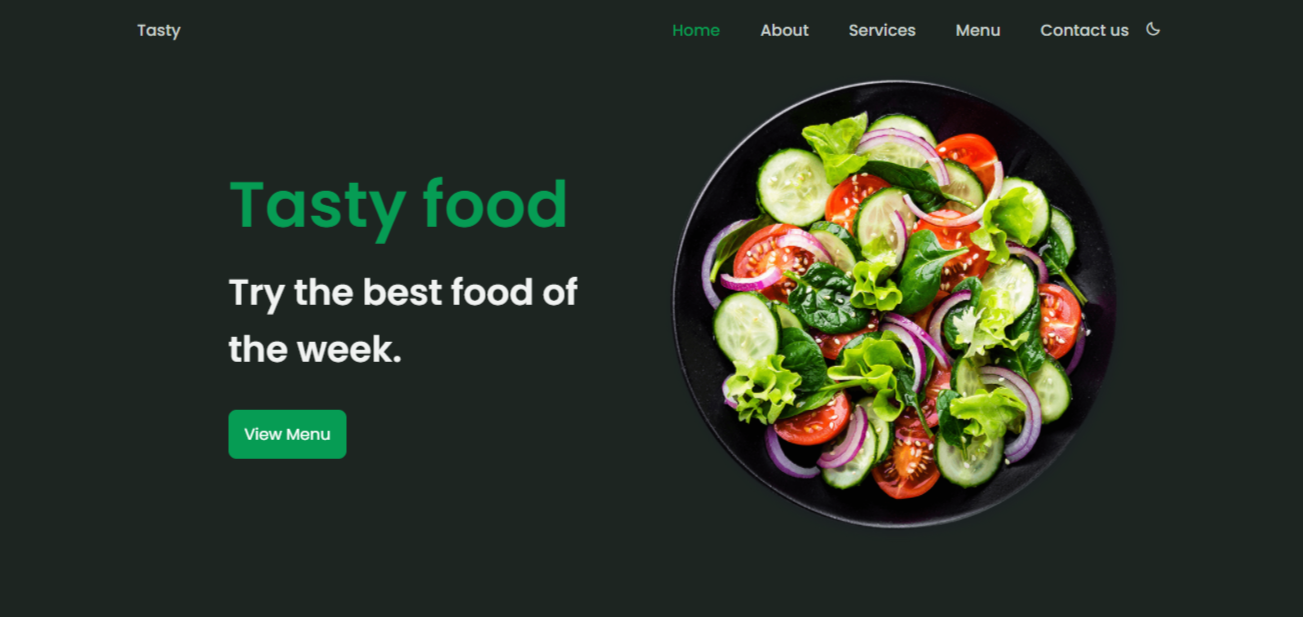 Tasty
Home About Services Menu Contact us
Tasty food
Try the best food of
the week.
View Menu